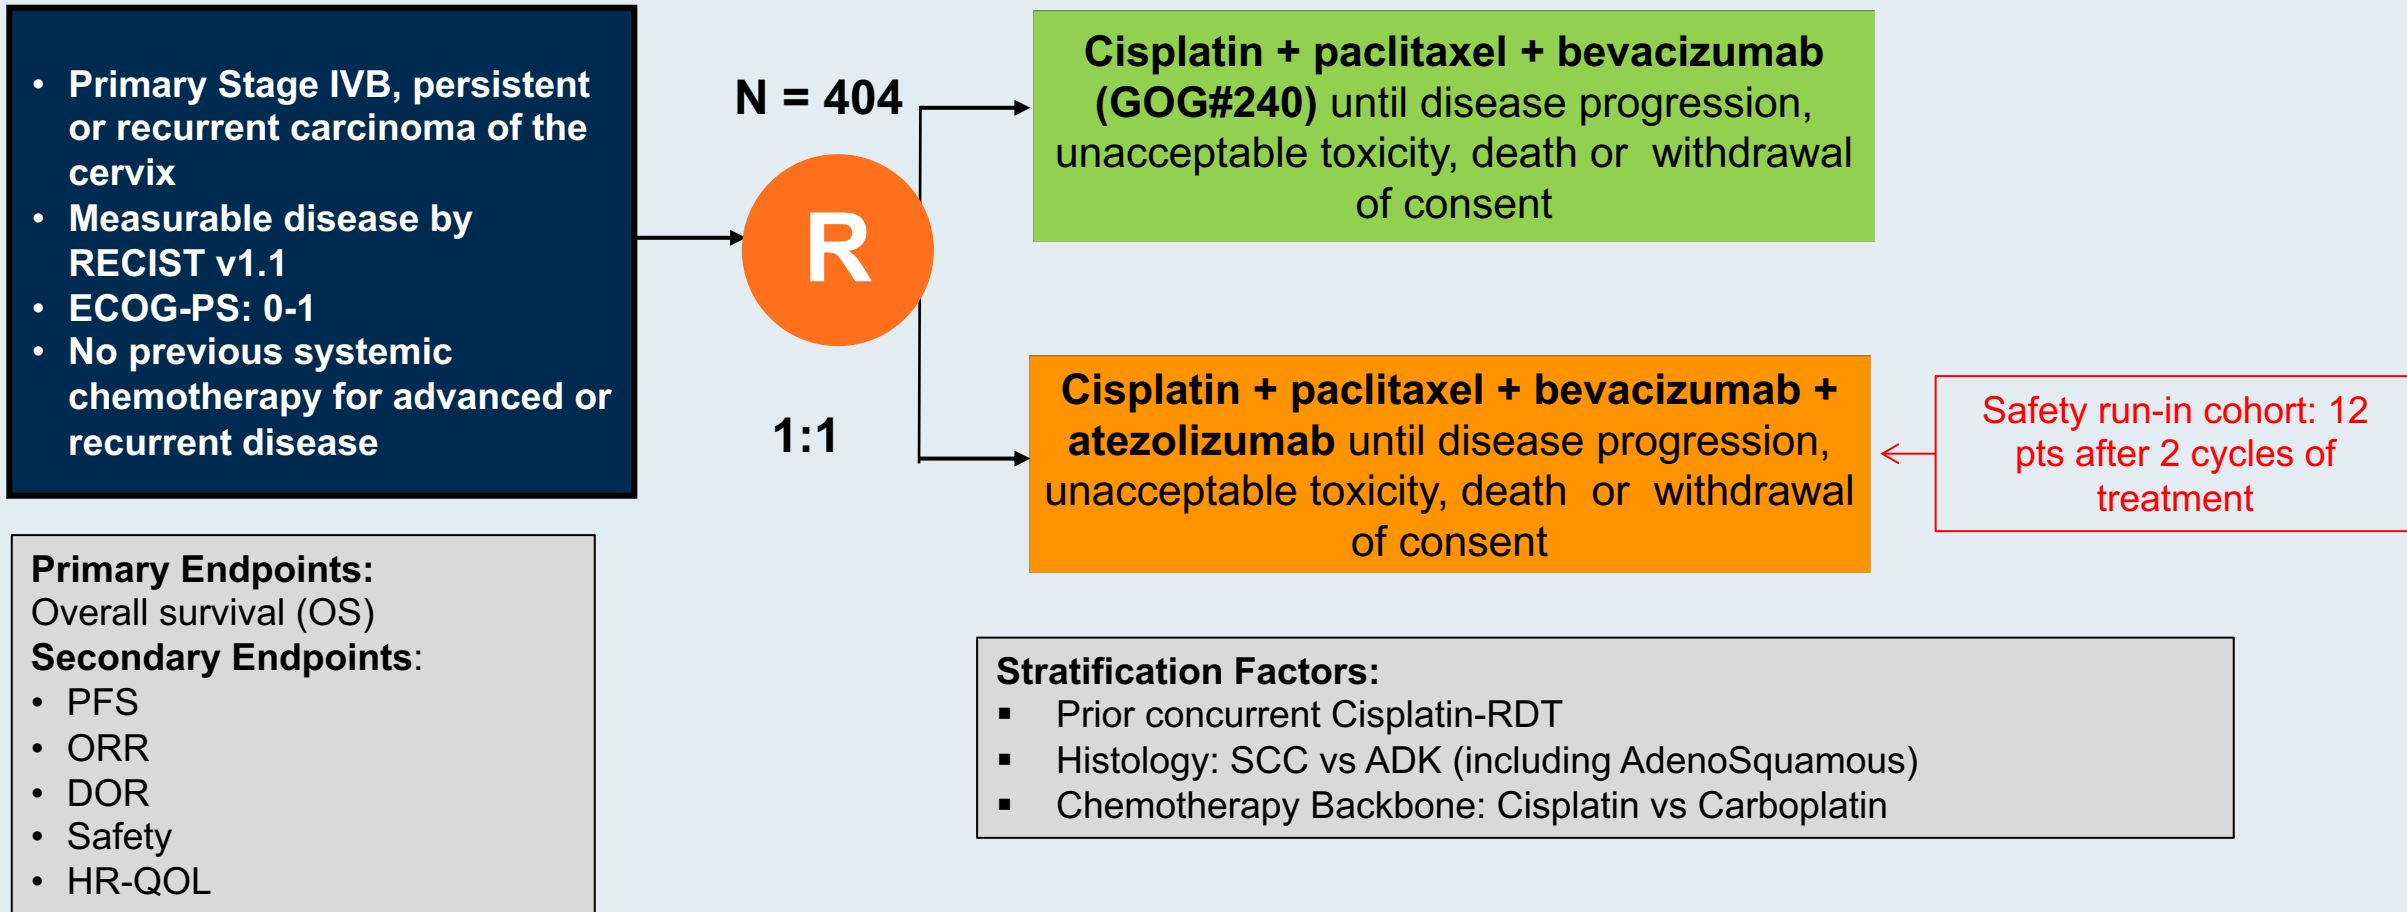 • Primary Stage IVB, persistent
or recurrent carcinoma of the
cervix
• Measurable disease by
RECIST v1.1
• ECOG-PS: 0-1
• No previous systemic
chemotherapy for advanced or
recurrent disease
N = 404
R
1:1
Cisplatin + paclitaxel + bevacizumab
(GOG#240) until disease progression,
unacceptable toxicity, death or withdrawal
of consent
Cisplatin + paclitaxel + bevacizumab +
atezolizumab until disease progression,
unacceptable toxicity, death or withdrawal
of consent
Safety run-in cohort: 12
pts after 2 cycles of
treatment
Primary Endpoints:
Overall survival (OS)
Secondary Endpoints:
• PFS
• ORR
• DOR
• Safety
• HR-QOL
Stratification Factors:
▪ Prior concurrent Cisplatin-RDT
▪ Histology: SCC vs ADK (including AdenoSquamous)
▪ Chemotherapy Backbone: Cisplatin vs Carboplatin